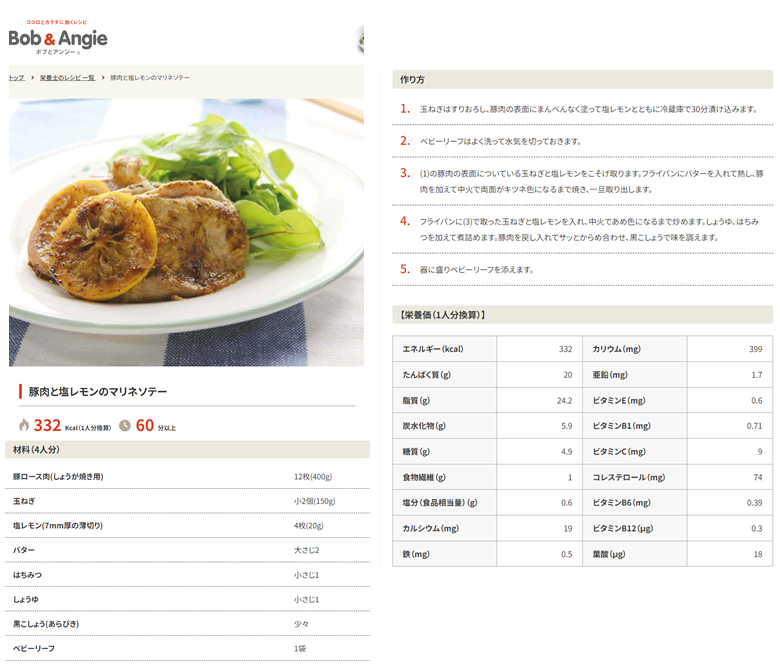 ココロとカラダに効くレシピ
Bob & Angie
ボブとアンジー
トップ > 栄養士のレシピ 一覧 > 豚肉と塩レモンのマリネソテー
豚肉と塩レモンのマリネソテー
332 Kcal(1人分換算) 60 分以上
材料(4人分)
豚ロース肉(しょうが焼き用) 12枚(400g)
玉ねぎ 小2個(150g)
塩レモン(7mm厚の薄切り) 4枚(20g)
バター 大さじ2
はちみつ 小さじ1
しょうゆ 小さじ1
黒こしょう(あらびき) 少々
ベビーリーフ 1袋
作り方
1. 玉ねぎはすりおろし、豚肉の表面にまんべんなく塗って塩レモンとともに冷蔵庫で30分漬け込みます。
2. ベビーリーフはよく洗って水気を切っておきます。
3. (1)の豚肉の表面についている玉ねぎと塩レモンをこそげ取ります。フライパンにバターを入れて熱し、豚
肉を加えて中火で両面がキツネ色になるまで焼き、一旦取り出します。
4. フライパンに(3)で取った玉ねぎと塩レモンを入れ、中火であめ色になるまで炒めます。しょうゆ、はちみ
つを加えて煮詰めます。豚肉を戻し入れてサッとからめ合わせ、黒こしょうで味を調えます。
5. 器に盛りベビーリーフを添えます。
【栄養価(1人分換算)】
エネルギー(kcal) 332 カリウム(mg) 399
たんぱく質(g) 20 亜鉛(mg) 1.7
脂質(g) 24.2 ビタミンE(mg) 0.6
炭水化物(g) 5.9 ビタミンB1(mg) 0.71
糖質(g) 4.9 ビタミンC(mg) 9
食物繊維(g) 1 コレステロール(mg) 74
塩分(食品相当量)(g) 0.6 ビタミンB6(mg) 0.39
カルシウム(mg) 19 ビタミンB12(μg) 0.3
鉄(mg) 0.5 葉酸(μg) 18